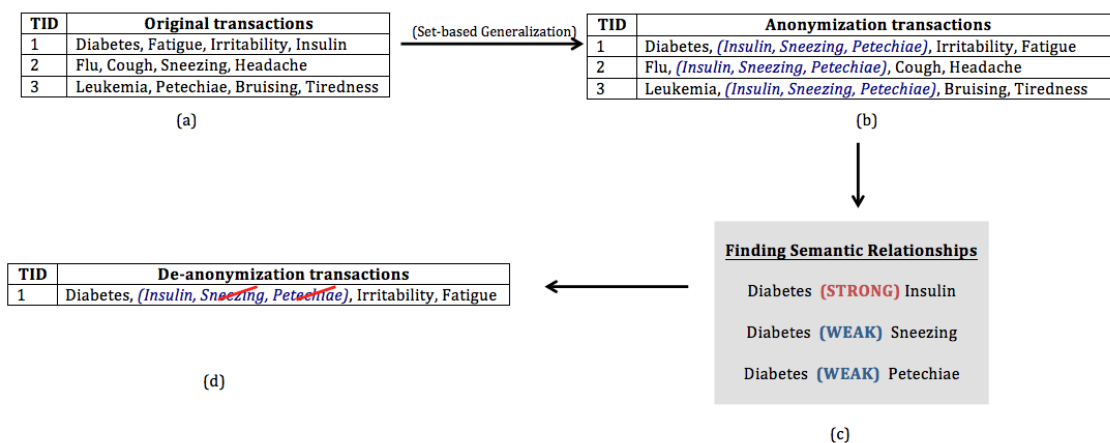 TID Original transactions
1 Diabetes, Fatigue, Irritability, Insulin
2 Flu, Cough, Sneezing, Headache
3 Leukemia, Petechiae, Bruising, Tiredness
(a)
(Set-based Generalization)
TID Anonymization transactions
1 Diabetes, (Insulin, Sneezing, Petechiae), Irritability, Fatigue
2 Flu, (Insulin, Sneezing, Petechiae), Cough, Headache
3 Leukemia, (Insulin, Sneezing, Petechiae), Bruising, Tiredness
(b)
Finding Semantic Relationships
Diabetes (STRONG) Insulin
Diabetes (WEAK) Sneezing
Diabetes (WEAK) Petechiae
(c)
TID De-anonymization transactions
1 Diabetes, (Insulin, Sneezing, Petechiae), Irritability, Fatigue
(d)